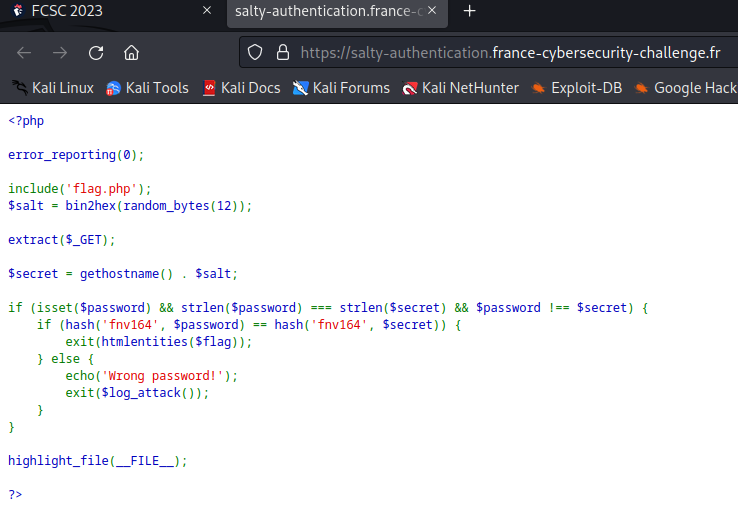 FCSC 2023
salty-authentication.france-c
https://salty-authentication.france-cybersecurity-challenge.fr
Kali Linux
Kali Tools
Kali Docs
Kali Forums
Kali NetHunter
Exploit-DB
Google Hack
<?php
error_reporting(0);
include('flag.php');
$salt = bin2hex(random_bytes(12));
extract($_GET);
$secret = gethostname() . $salt;
if (isset($password) && strlen($password) === strlen($secret) && $password !== $secret) {
    if (hash('fnv164', $password) == hash('fnv164', $secret)) {
        exit(htmlentities($flag));
    } else {
        echo('Wrong password!');
        exit($log_attack());
    }
}
highlight_file(__FILE__);
?>